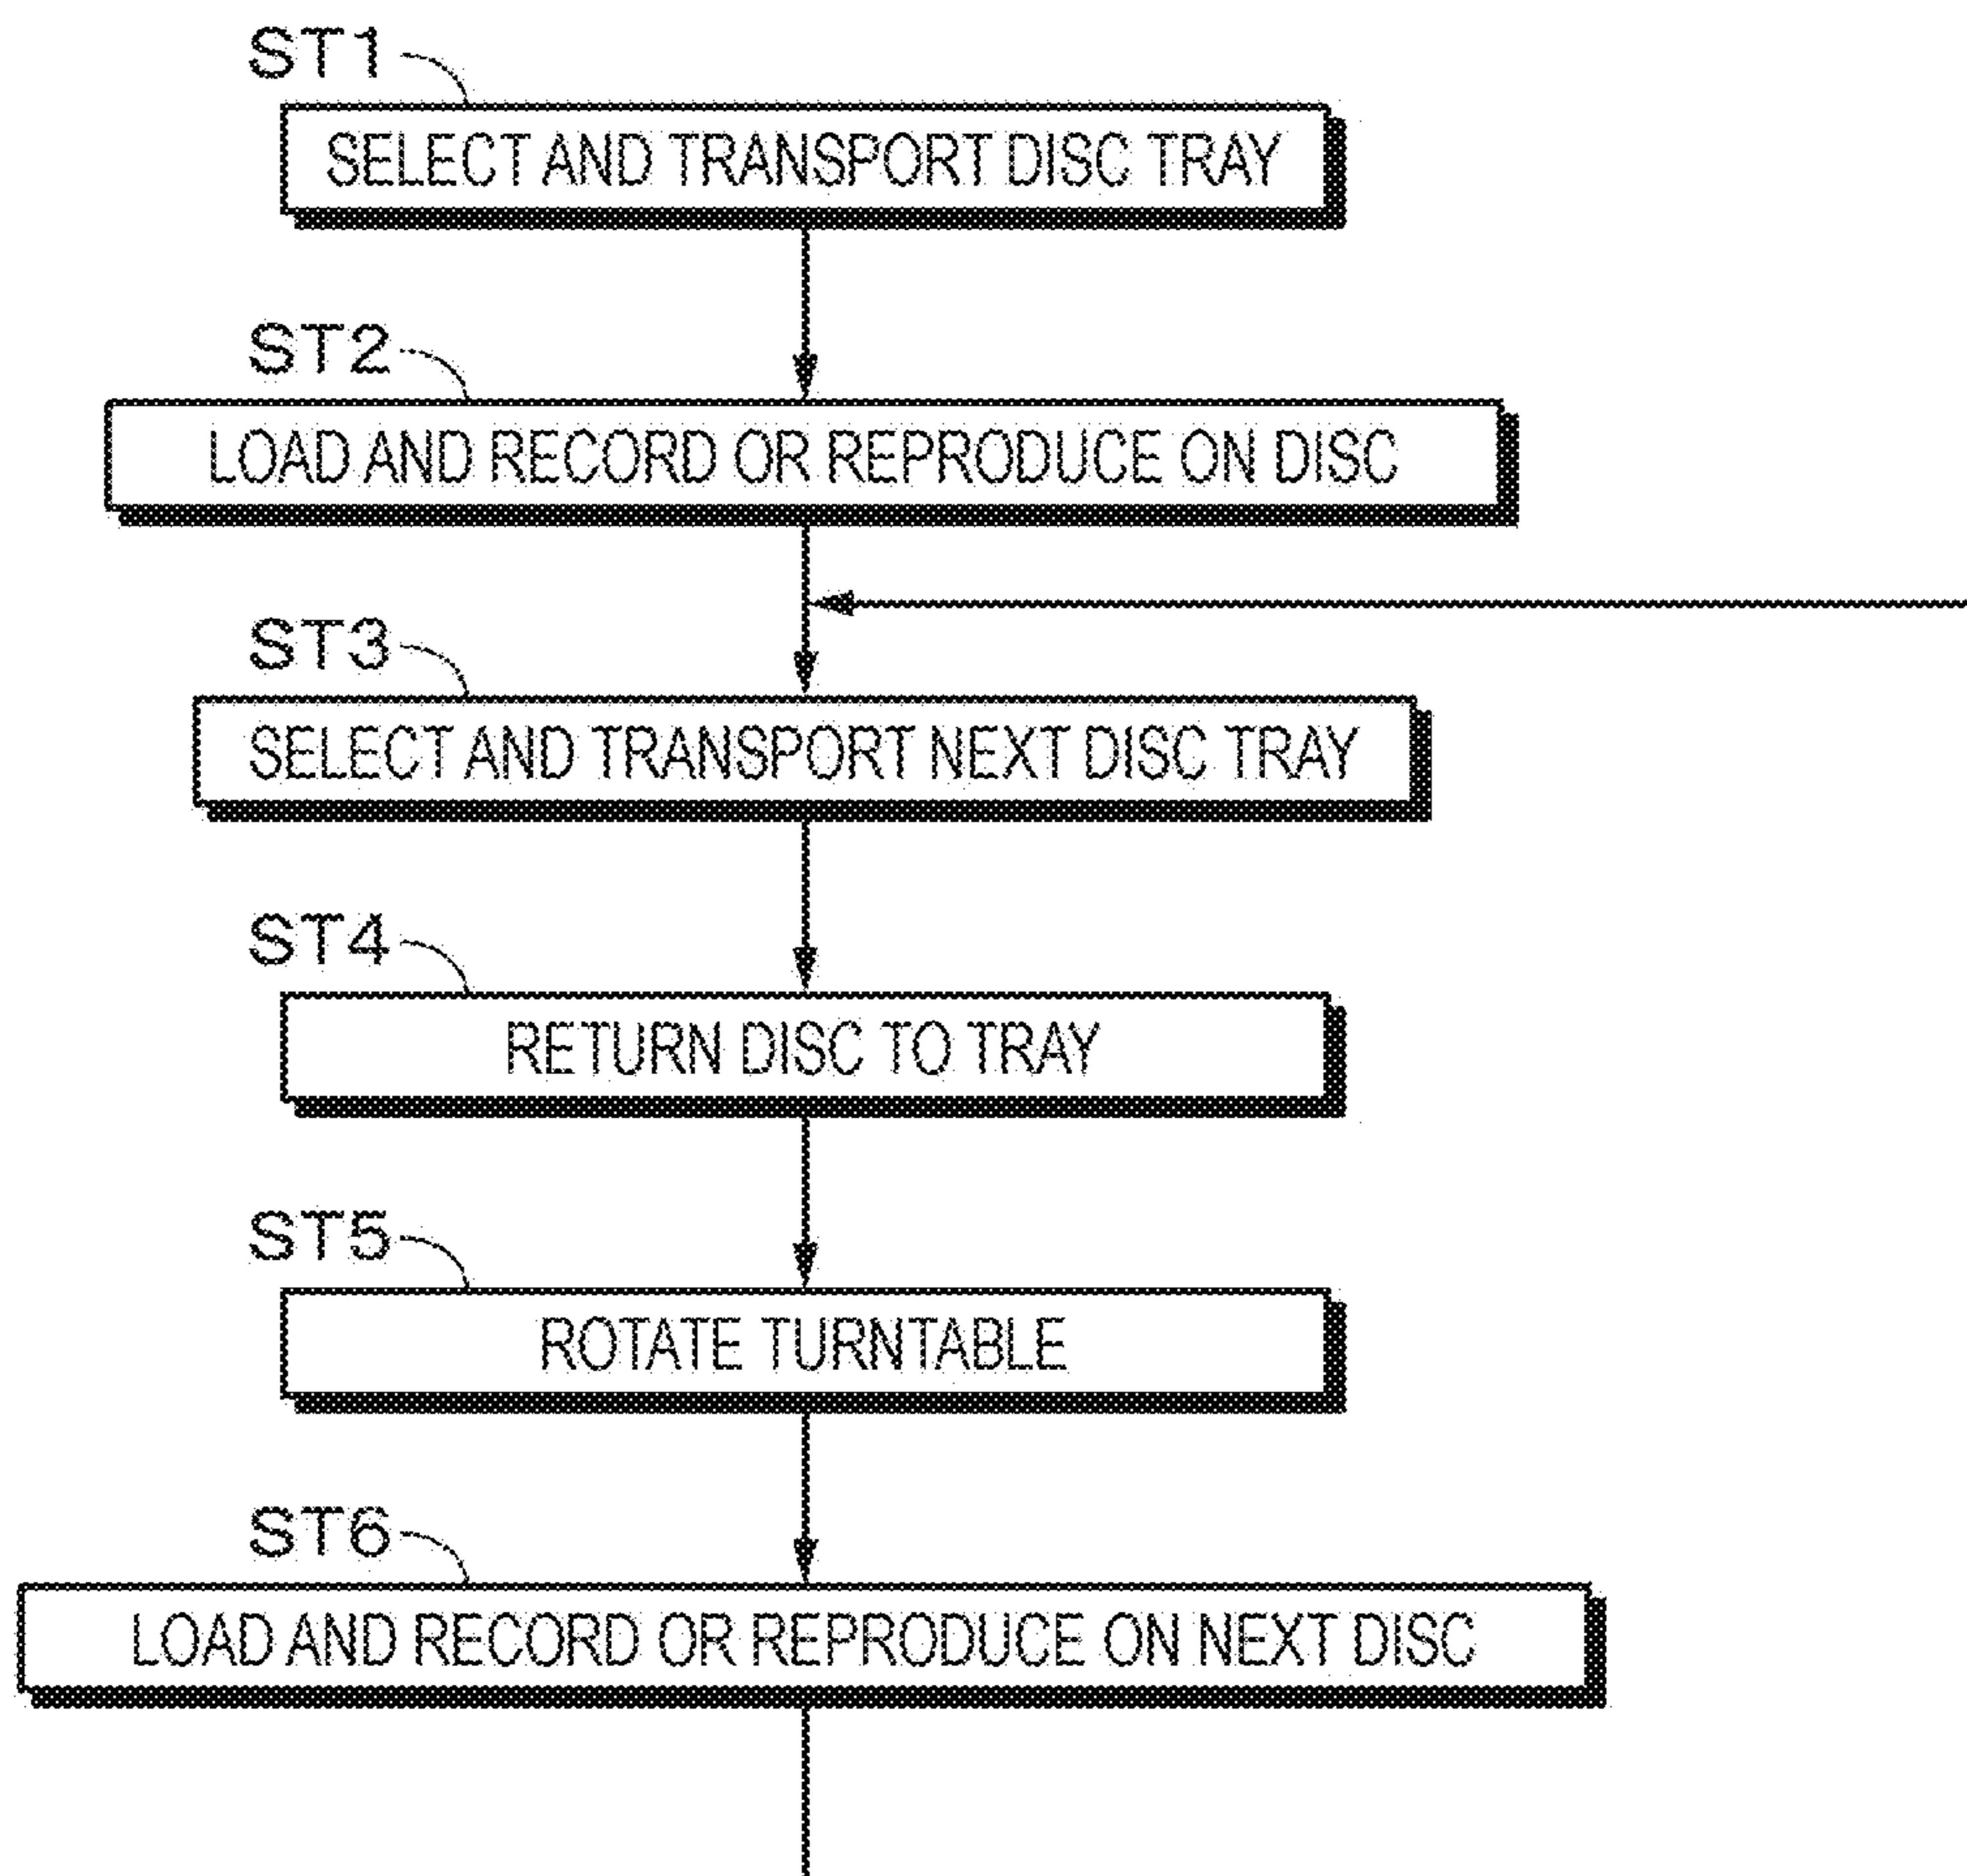 ST1
SELECT AND TRANSPORT DISC TRAY
ST2
LOAD AND RECORD OR REPRODUCE ON DISC
ST3
SELECT AND TRANSPORT NEXT DISC TRAY
ST4
RETURN DISC TO TRAY
ST5
ROTATE TURNTABLE
ST6
LOAD AND RECORD OR REPRODUCE ON NEXT DISC